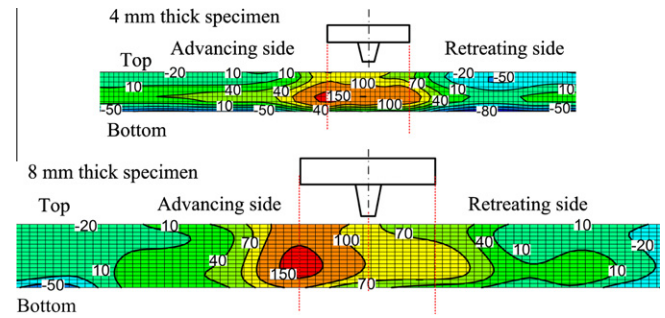 4 mm thick specimen
Top Advancing side Retreating side
-20 10 10 100 70 -20 -50
10 40 40 150 100 40 10 10
-50 10 -50 40 -80 -50
Bottom
8 mm thick specimen
Top Advancing side Retreating side
-20 10 70 100 70 40 10 -20
10 40 150 10
-50 70
Bottom